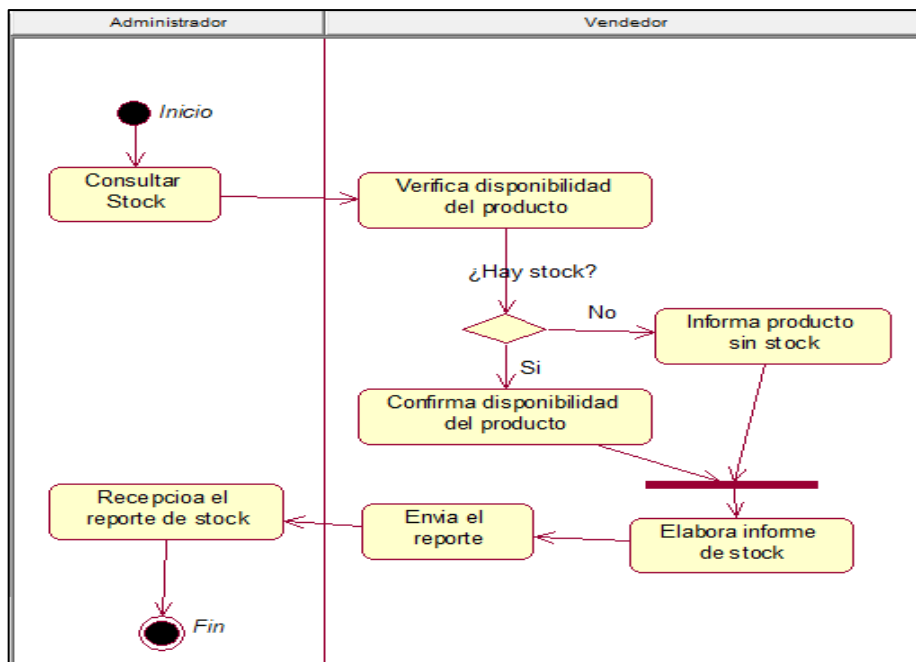 Administrador
Vendedor
Inicio
Consultar
Stock
Verifica disponibilidad
del producto
¿Hay stock?
No
Informa producto
sin stock
Si
Confirma disponibilidad
del producto
Recepcioa el
reporte de stock
Envia el
reporte
Elabora informe
de stock
Fin